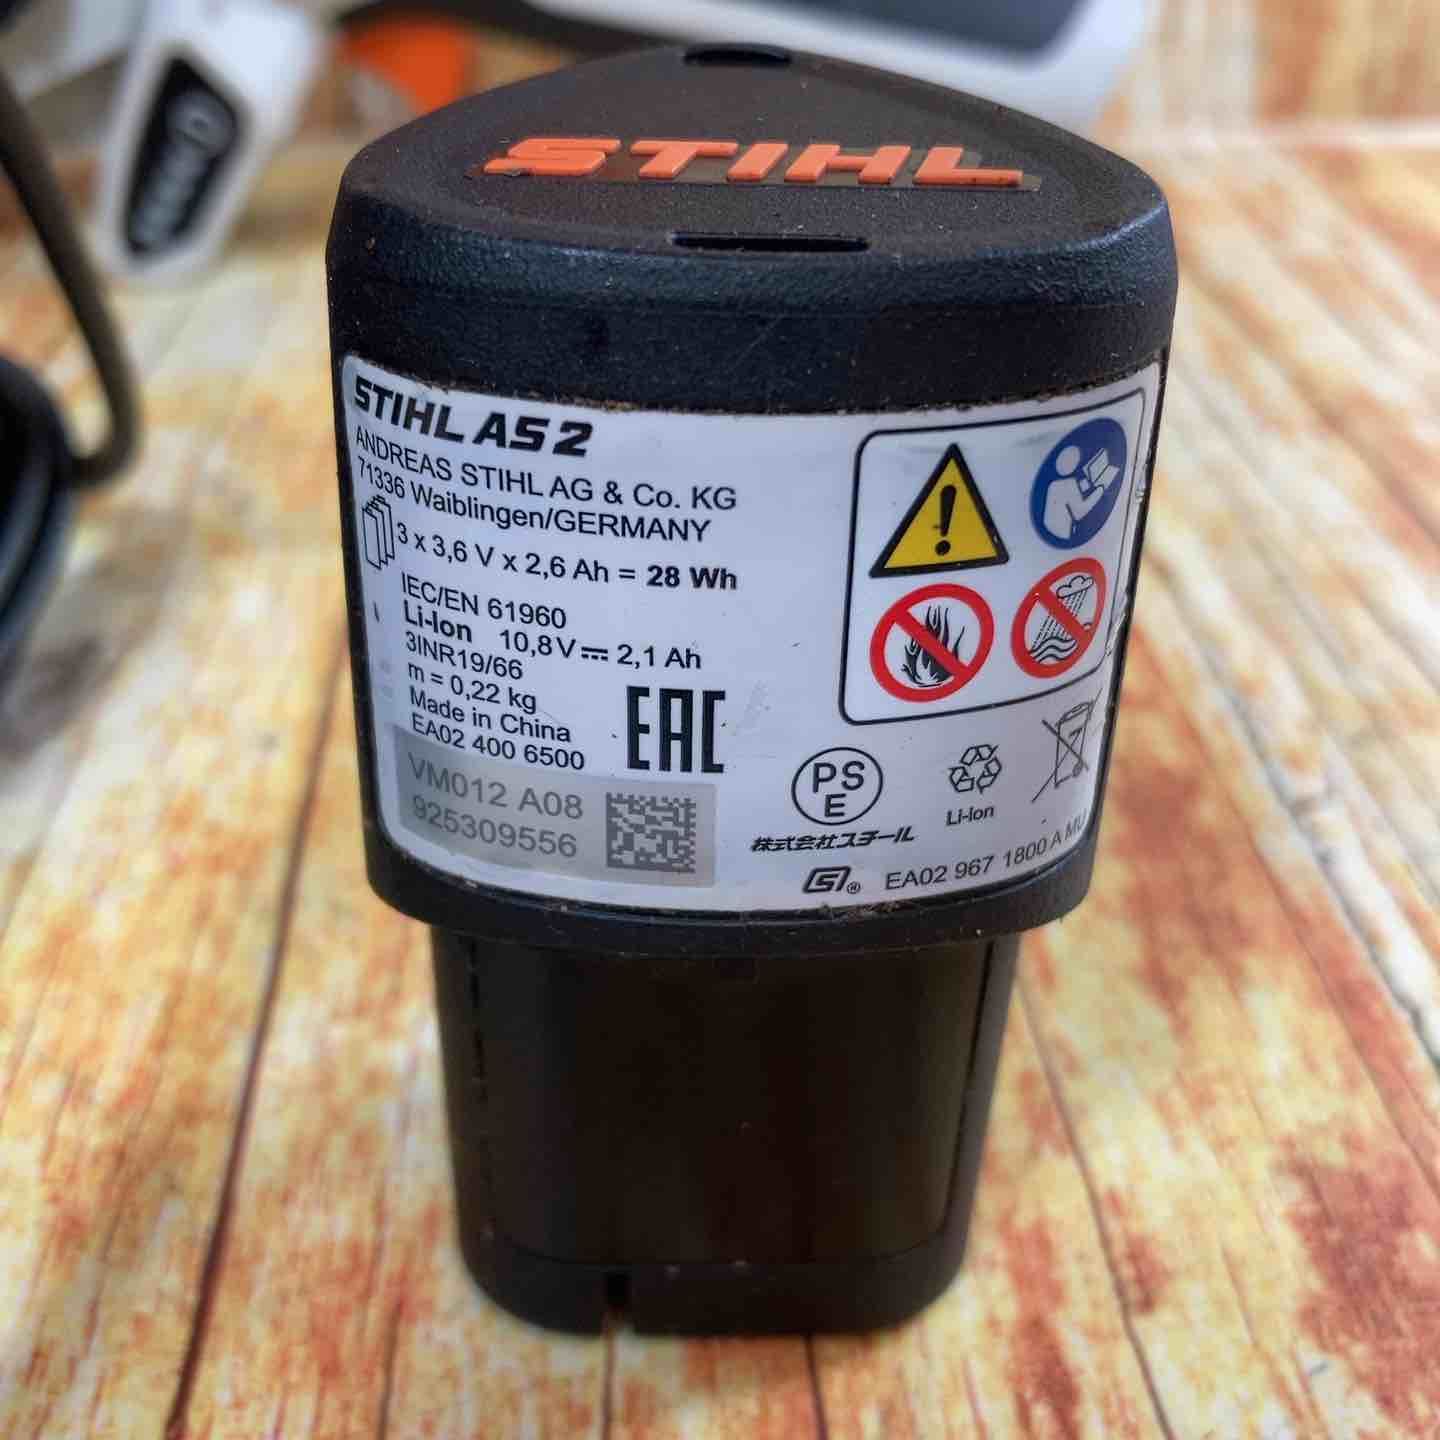 STIHL
STIHL AS 2
ANDREAS STIHL AG & Co. KG
71336 Waiblingen/GERMANY
3 x 3,6 V x 2,6 Ah = 28 Wh
IEC/EN 61960
Li-Ion 10,8 V 2,1 Ah
3INR19/66
m = 0,22 kg
Made in China
EA02 400 6500
EAC
VM012 A08
925309556
PS
E
株式会社スチール
Li-Ion
EA02 967 1800 A